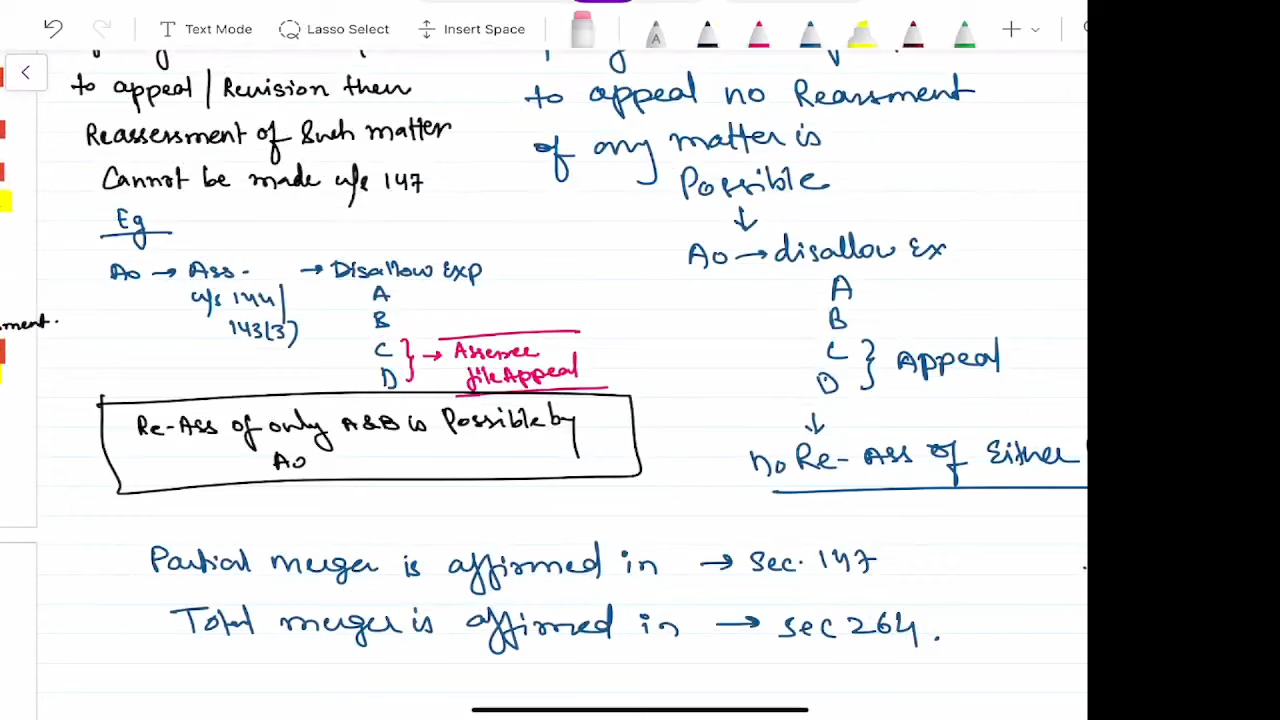 Text Mode
Lasso Select
Insert Space
to appeal | Revision then
Reassessment of Such matter
Cannot be made u/s 147
Eg
AO → Ass. → Disallow Exp
u/s 144|
143(3)
A
B
C
D
} → Assessee
file Appeal
Re-Ass of only A&B is Possible by
AO
to appeal no Reassment
of any matter is
Possible
↓
AO → disallow Ex
A
B
C
D
} Appeal
↓
no Re-Ass of Either
ment.
Partial merger is affirmed in → Sec. 147
Total merger is affirmed in → Sec 264.